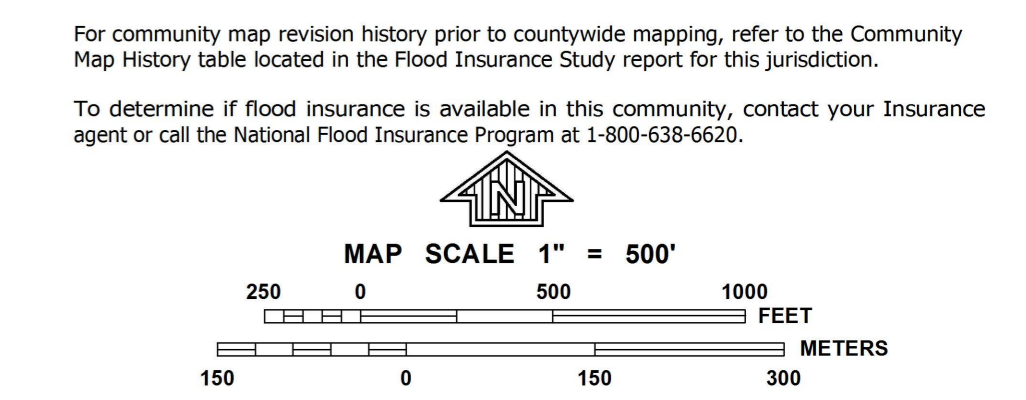 For community map revision history prior to countywide mapping, refer to the Community
Map History table located in the Flood Insurance Study report for this jurisdiction.
To determine if flood insurance is available in this community, contact your Insurance
agent or call the National Flood Insurance Program at 1-800-638-6620.
N
MAP SCALE 1" = 500'
250 0 500 1000
FEET
METERS
150 0 150 300